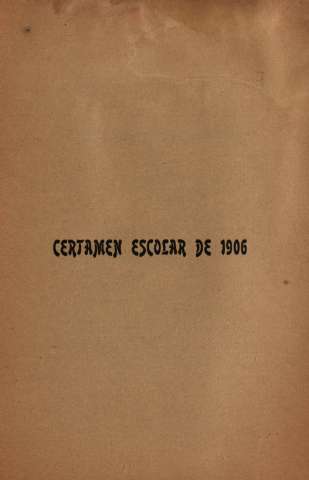 CERTAMEN ESCOLAR DE 1906